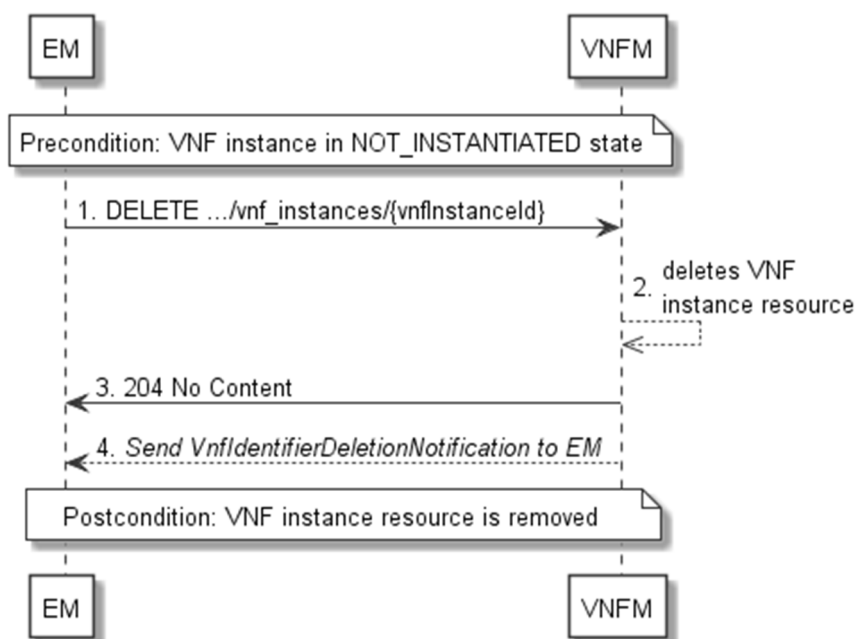 EM
VNFM
Precondition: VNF instance in NOT_INSTANTIATED state
1. DELETE .../vnf_instances/{vnfInstanceId}
2. deletes VNF
instance resource
3. 204 No Content
4. Send VnfIdentifierDeletionNotification to EM
Postcondition: VNF instance resource is removed
EM
VNFM